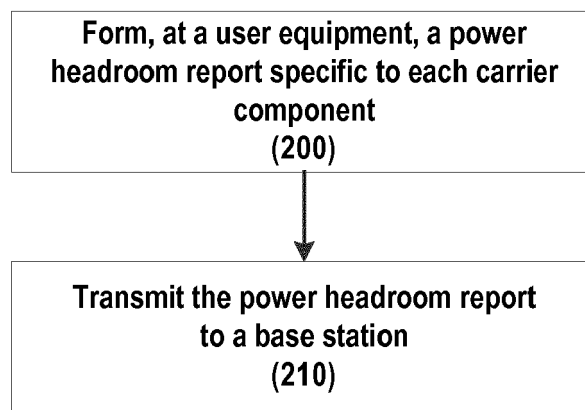 Form, at a user equipment, a power
headroom report specific to each carrier
component
(200)
Transmit the power headroom report
to a base station
(210)